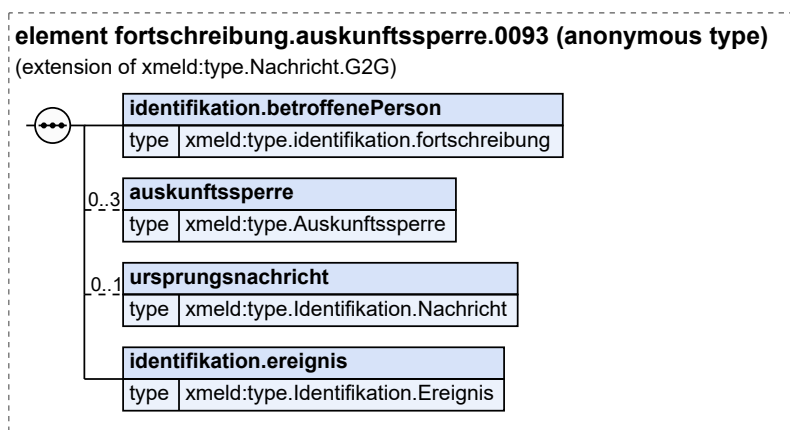 element fortschreibung.auskunftssperre.0093 (anonymous type)
(extension of xmeld:type.Nachricht.G2G)
identifikation.betroffenePerson
type xmeld:type.identifikation.fortschreibung
0..3 auskunftssperre
type xmeld:type.Auskunftssperre
0..1 ursprungsnachricht
type xmeld:type.Identifikation.Nachricht
identifikation.ereignis
type xmeld:type.Identifikation.Ereignis